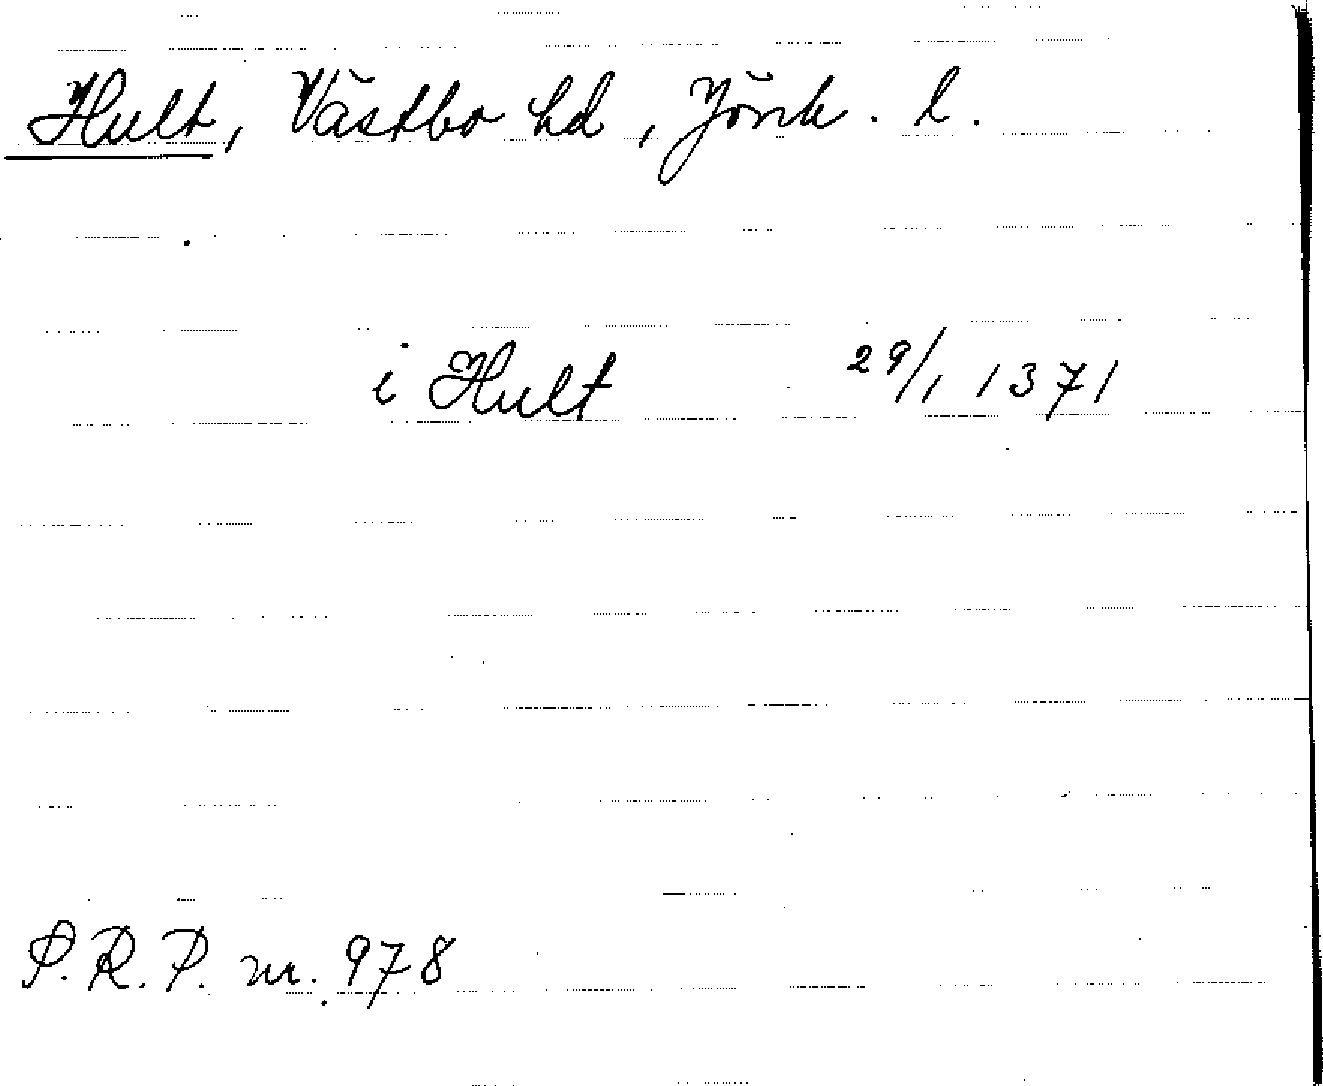 Hult, Västbo hd, Jönk. l.
i Hult 29/1 1371
P.R.P. nr. 978